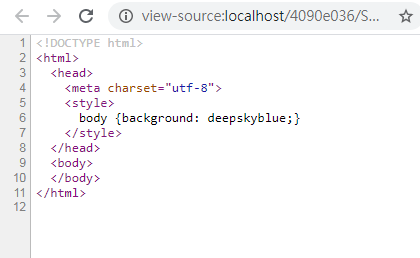 view-source:localhost/4090e036/S...
1 <!DOCTYPE html>
2 <html>
3   <head>
4     <meta charset="utf-8">
5     <style>
6       body {background: deepskyblue;}
7     </style>
8   </head>
9   <body>
10   </body>
11 </html>
12